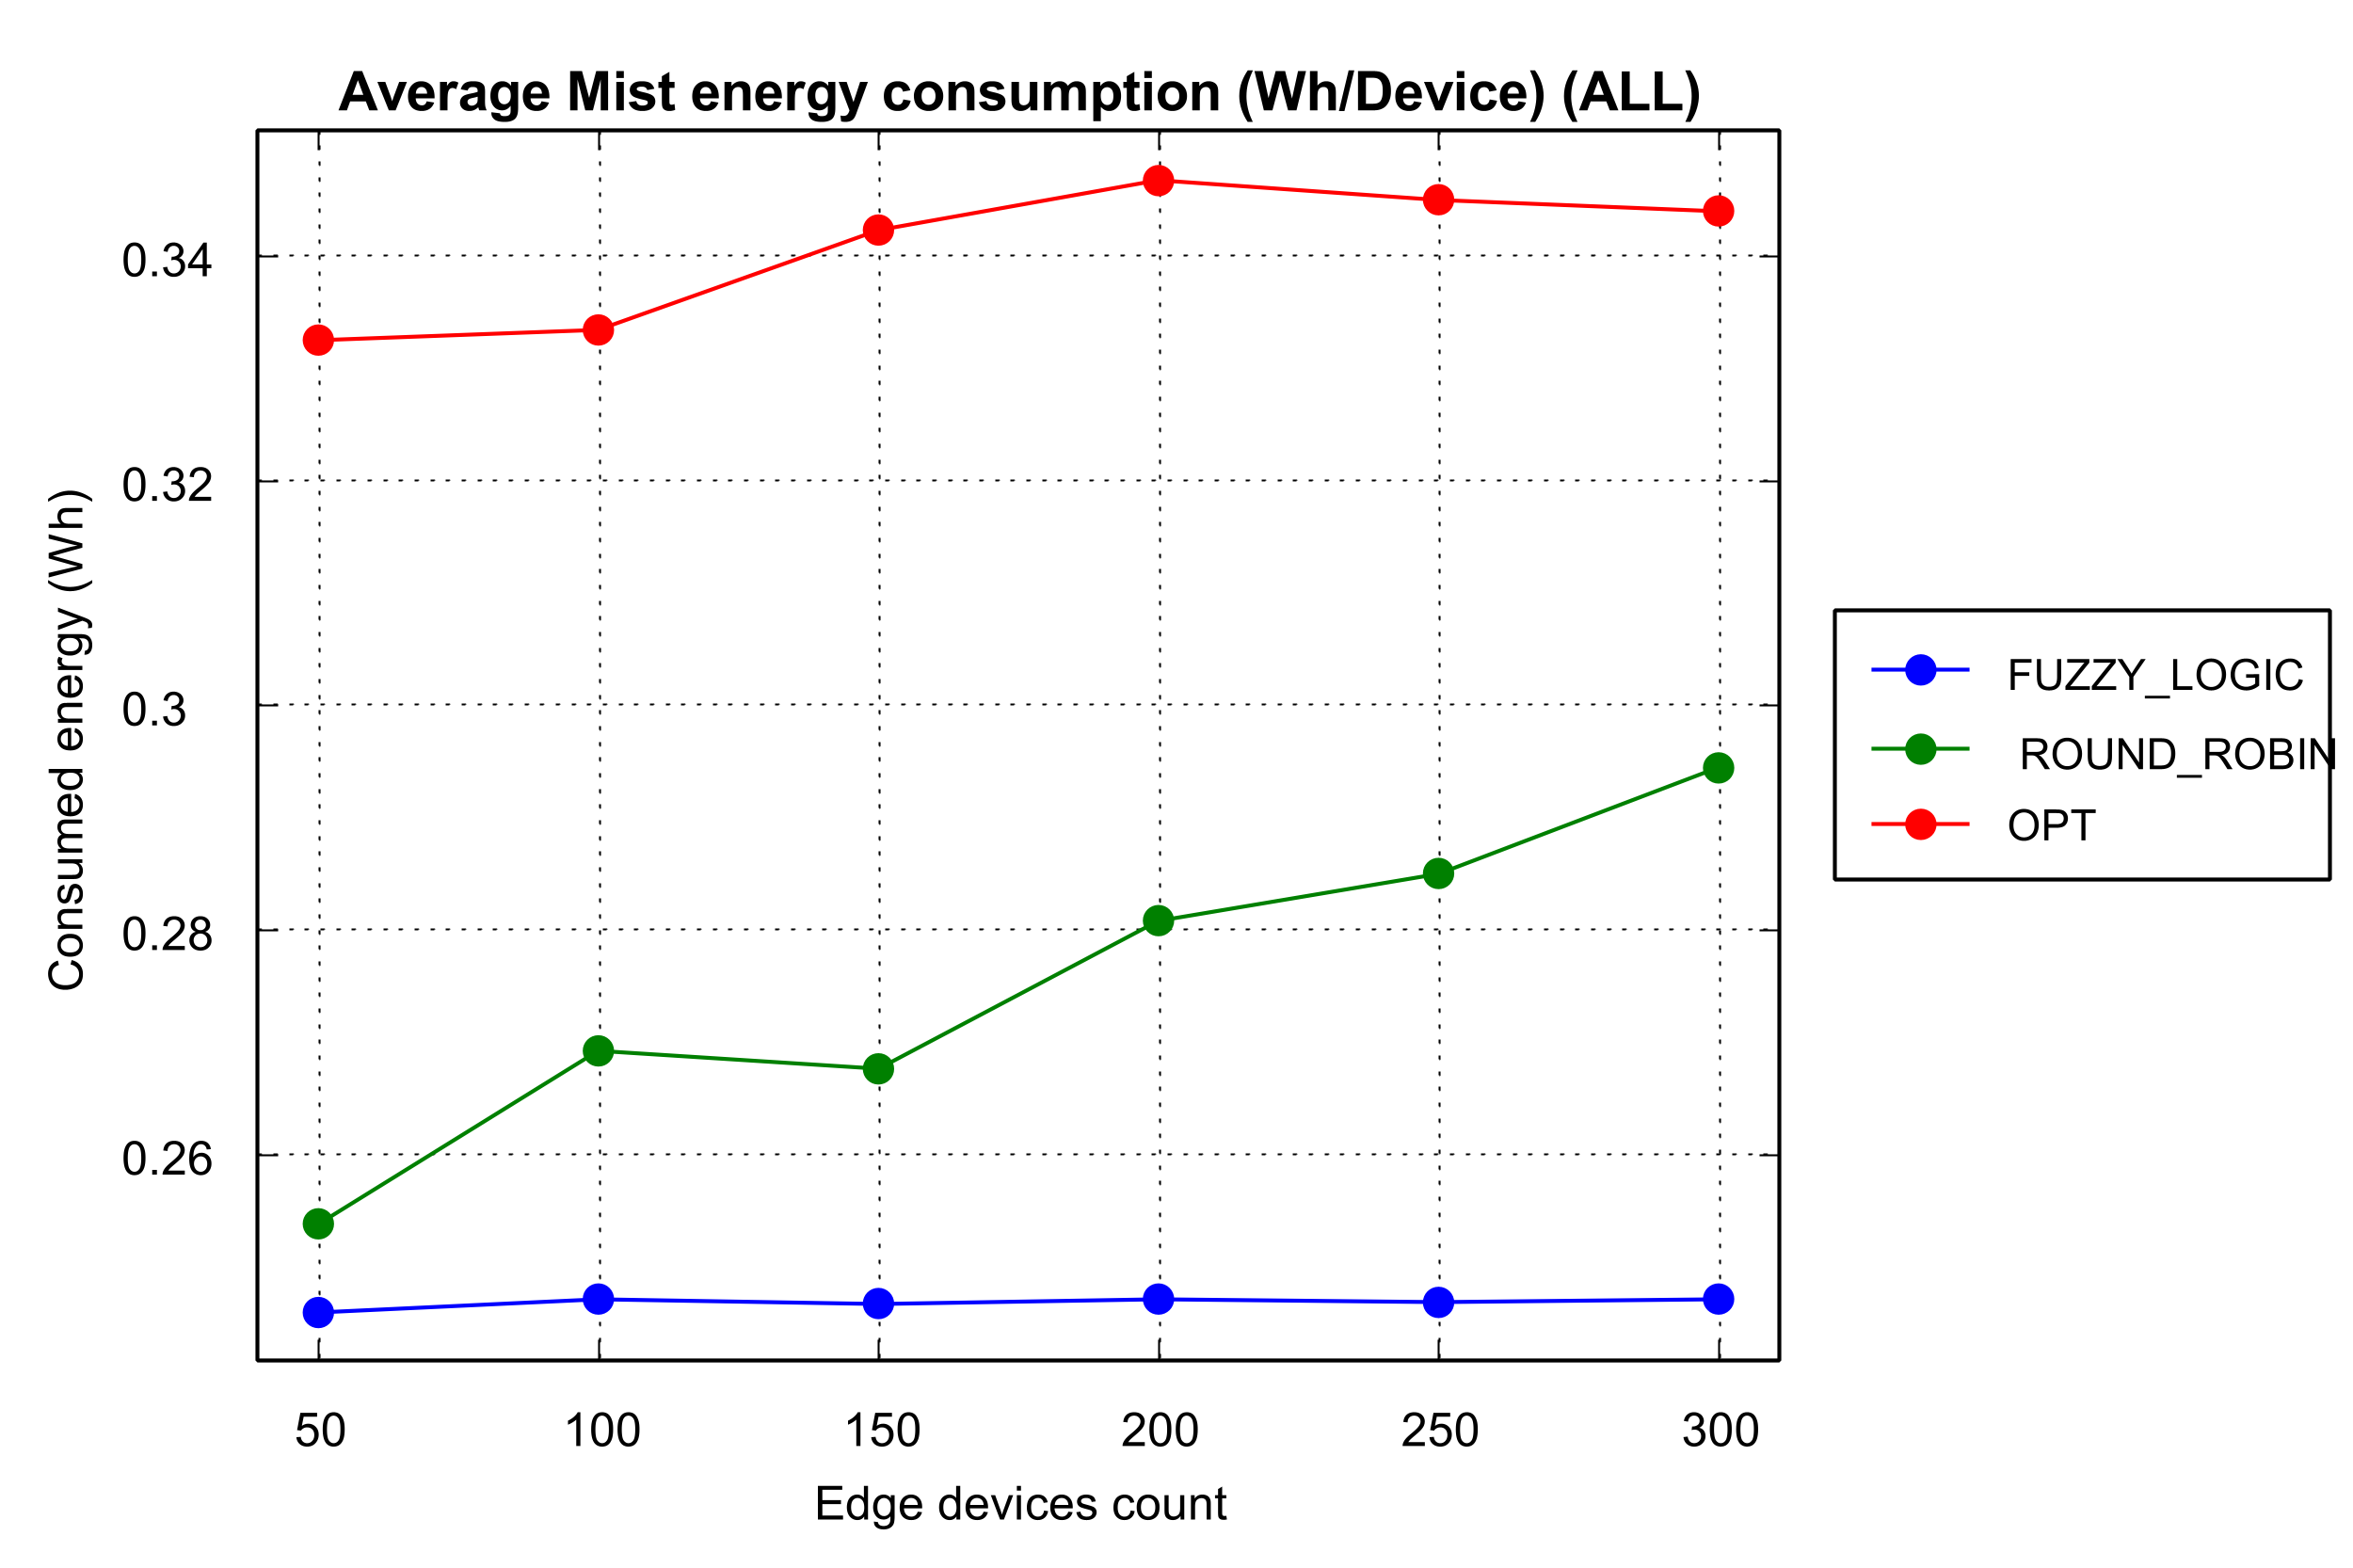 Average Mist energy consumption (Wh/Device) (ALL)
Consumed energy (Wh)
0.34
0.32
0.3
0.28
0.26
50 100 150 200 250 300
Edge devices count
FUZZY_LOGIC
ROUND_ROBIN
OPT